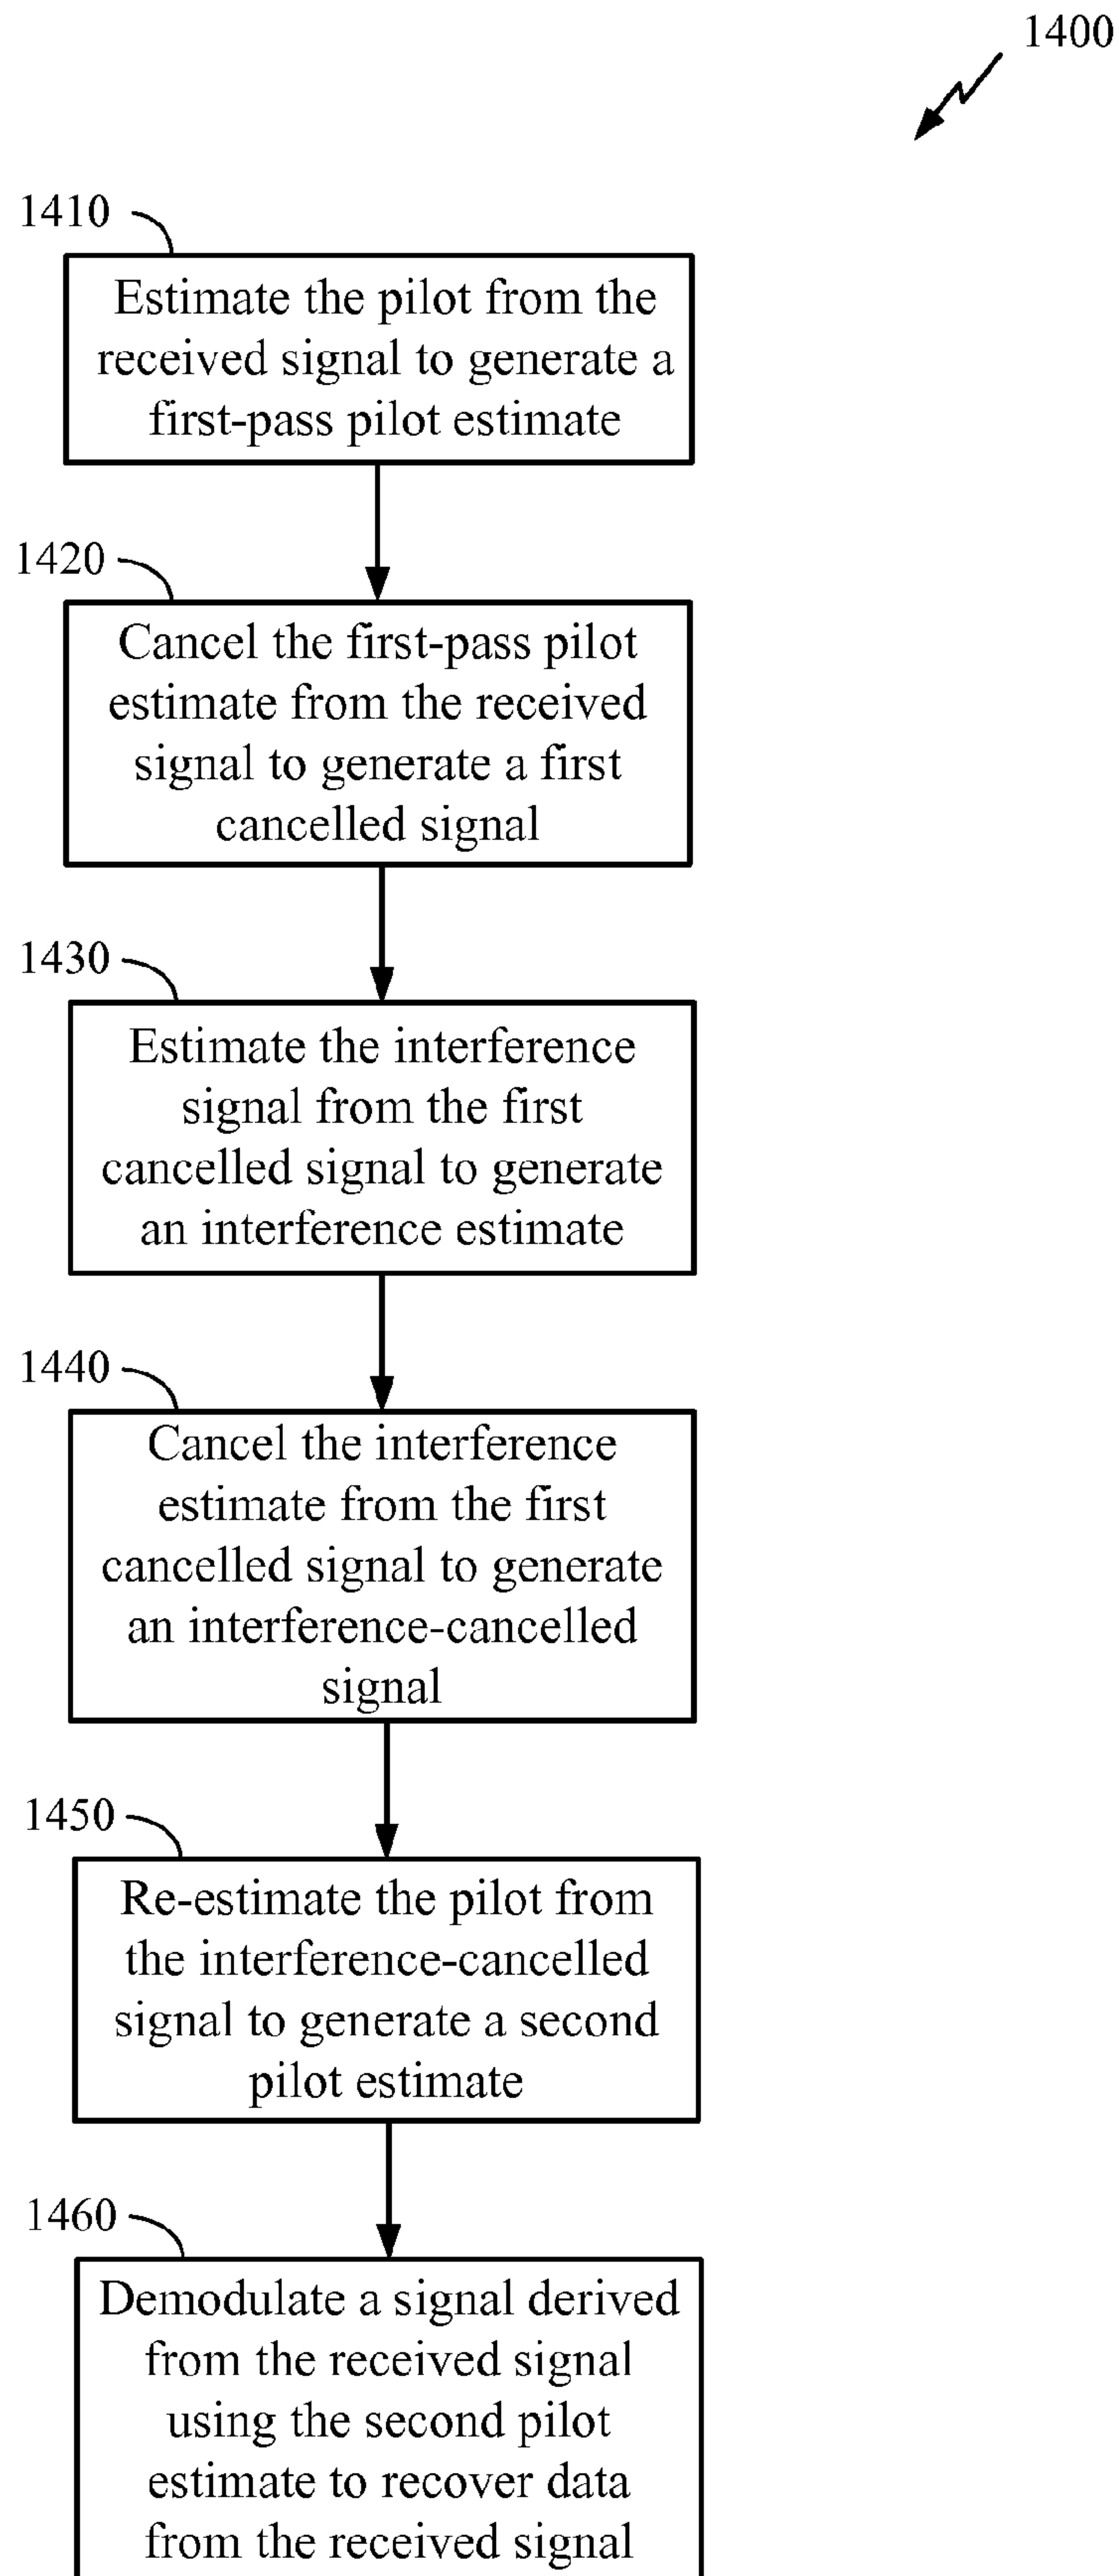 1400
1410
Estimate the pilot from the
received signal to generate a
first-pass pilot estimate
1420
Cancel the first-pass pilot
estimate from the received
signal to generate a first
cancelled signal
1430
Estimate the interference
signal from the first
cancelled signal to generate
an interference estimate
1440
Cancel the interference
estimate from the first
cancelled signal to generate
an interference-cancelled
signal
1450
Re-estimate the pilot from
the interference-cancelled
signal to generate a second
pilot estimate
1460
Demodulate a signal derived
from the received signal
using the second pilot
estimate to recover data
from the received signal